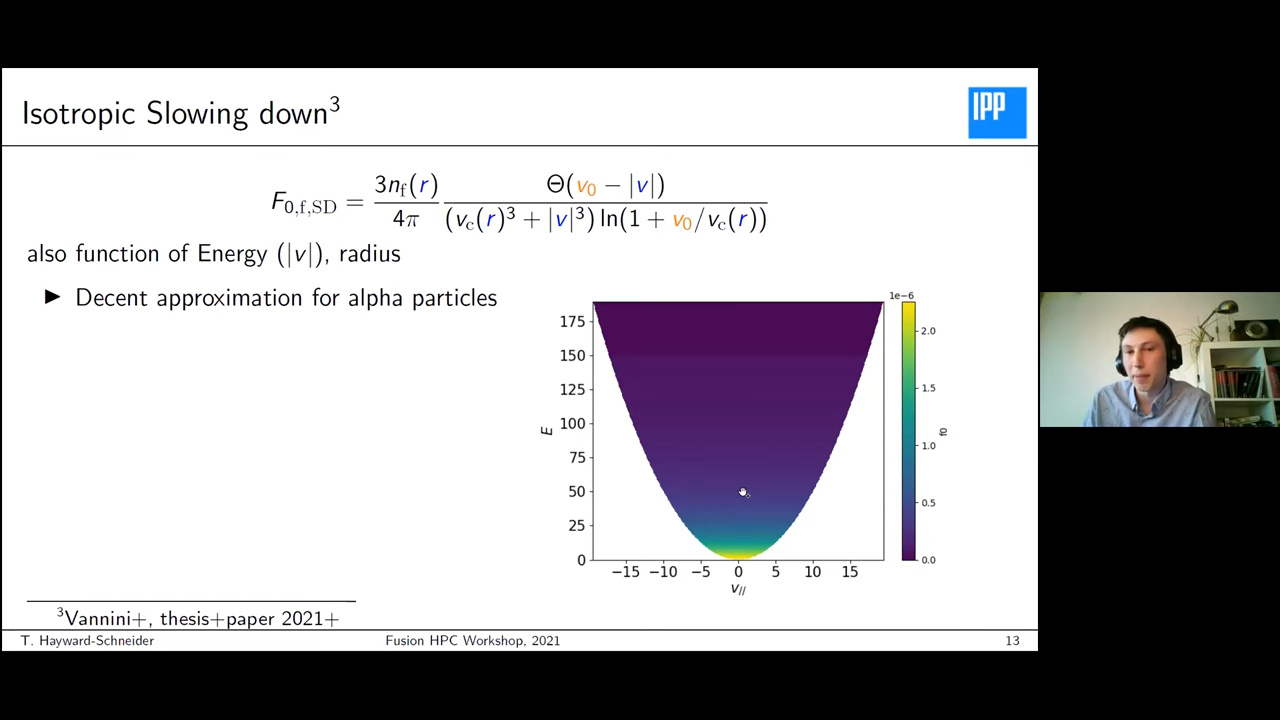 Isotropic Slowing down³
IPP
F₀,f,SD = 3n_f(r)/4π Θ(v₀ − |v|)/((v_c(r)³ + |v|³) ln(1 + v₀/v_c(r)))
also function of Energy (|v|), radius
▶ Decent approximation for alpha particles
1e−6
175
150
125
100
75
50
25
0
E
−15 −10 −5 0 5 10 15
v//
2.0
1.5
1.0
0.5
0.0
f0
³Vannini+, thesis+paper 2021+
T. Hayward-Schneider Fusion HPC Workshop, 2021 13